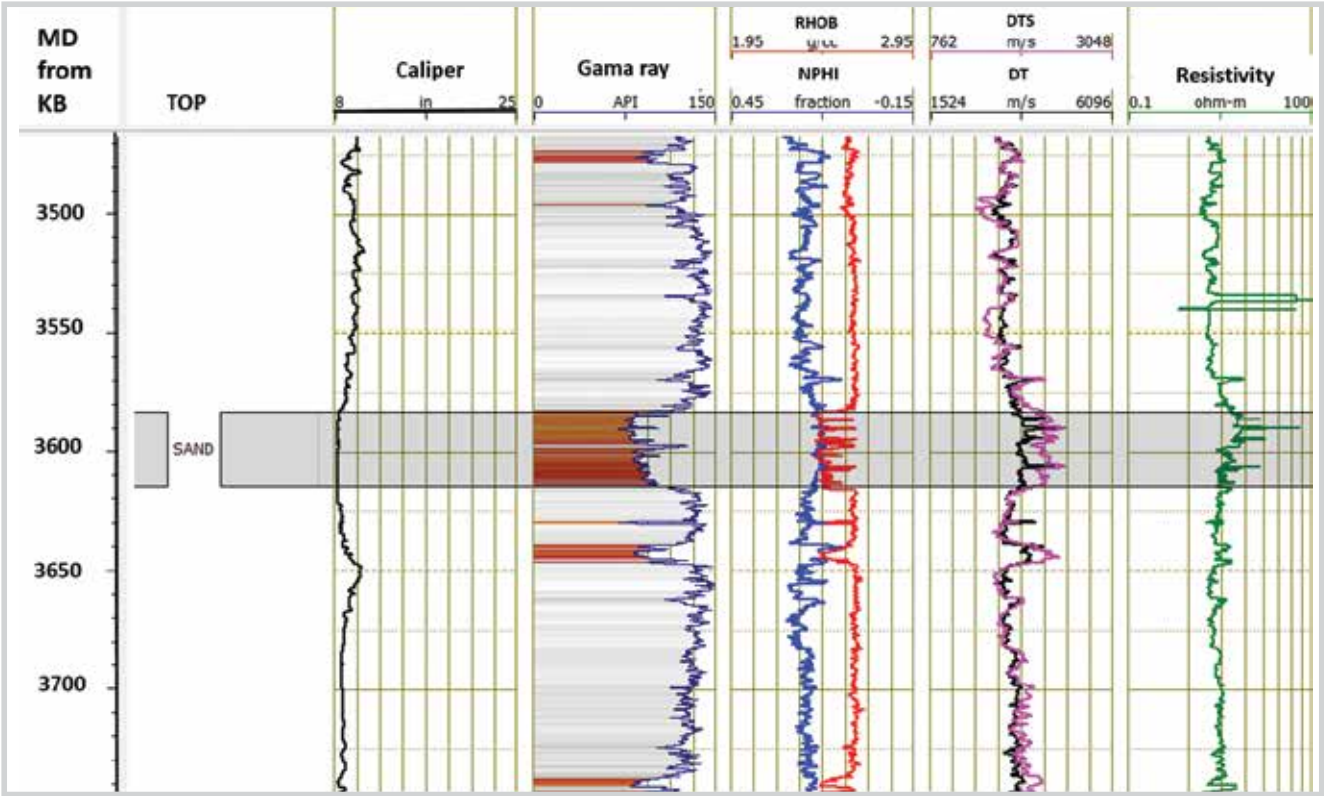 MD from KB
TOP
Caliper
8 in 25
Gama ray
0 API 150
RHOB
1.95 g/cc 2.95
NPHI
0.45 fraction -0.15
DTS
762 m/s 3048
DT
1524 m/s 6096
Resistivity
0.1 ohm-m 100
3500
3550
3600
SAND
3650
3700